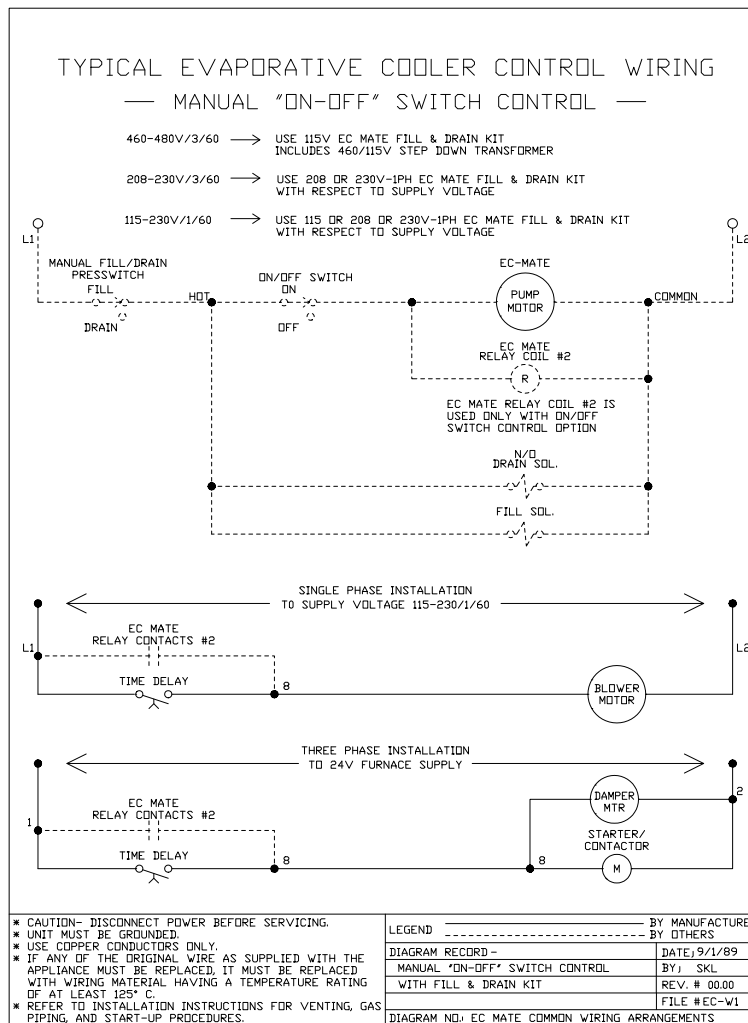 TYPICAL EVAPORATIVE COOLER CONTROL WIRING
MANUAL "ON-OFF" SWITCH CONTROL
460-480V/3/60
USE 115V EC MATE FILL & DRAIN KIT
INCLUDES 460/115V STEP DOWN TRANSFORMER
208-230V/3/60
USE 208 OR 230V-1PH EC MATE FILL & DRAIN KIT
WITH RESPECT TO SUPPLY VOLTAGE
115-230V/1/60
USE 115 OR 208 OR 230V-1PH EC MATE FILL & DRAIN KIT
WITH RESPECT TO SUPPLY VOLTAGE
L1
L2
MANUAL FILL/DRAIN
PRESSWITCH
FILL
DRAIN
HOT
ON/OFF SWITCH
ON
OFF
EC-MATE
PUMP
MOTOR
COMMON
EC MATE
RELAY COIL #2
R
EC MATE RELAY COIL #2 IS
USED ONLY WITH ON/OFF
SWITCH CONTROL OPTION
N/O
DRAIN SOL.
FILL SOL.
SINGLE PHASE INSTALLATION
TO SUPPLY VOLTAGE 115-230/1/60
L1
L2
EC MATE
RELAY CONTACTS #2
TIME DELAY
8
BLOWER
MOTOR
THREE PHASE INSTALLATION
TO 24V FURNACE SUPPLY
1
2
EC MATE
RELAY CONTACTS #2
TIME DELAY
8
8
DAMPER
MTR
STARTER/
CONTACTOR
M
* CAUTION- DISCONNECT POWER BEFORE SERVICING.
* UNIT MUST BE GROUNDED.
* USE COPPER CONDUCTORS ONLY.
* IF ANY OF THE ORIGINAL WIRE AS SUPPLIED WITH THE
APPLIANCE MUST BE REPLACED, IT MUST BE REPLACED
WITH WIRING MATERIAL HAVING A TEMPERATURE RATING
OF AT LEAST 125° C.
* REFER TO INSTALLATION INSTRUCTIONS FOR VENTING, GAS
PIPING, AND START-UP PROCEDURES.
LEGEND
BY MANUFACTURE
BY OTHERS
DIAGRAM RECORD -
DATE; 9/1/89
MANUAL "ON-OFF" SWITCH CONTROL
BY; SKL
WITH FILL & DRAIN KIT
REV. # 00.00
FILE # EC-W1
DIAGRAM NO.: EC MATE COMMON WIRING ARRANGEMENTS